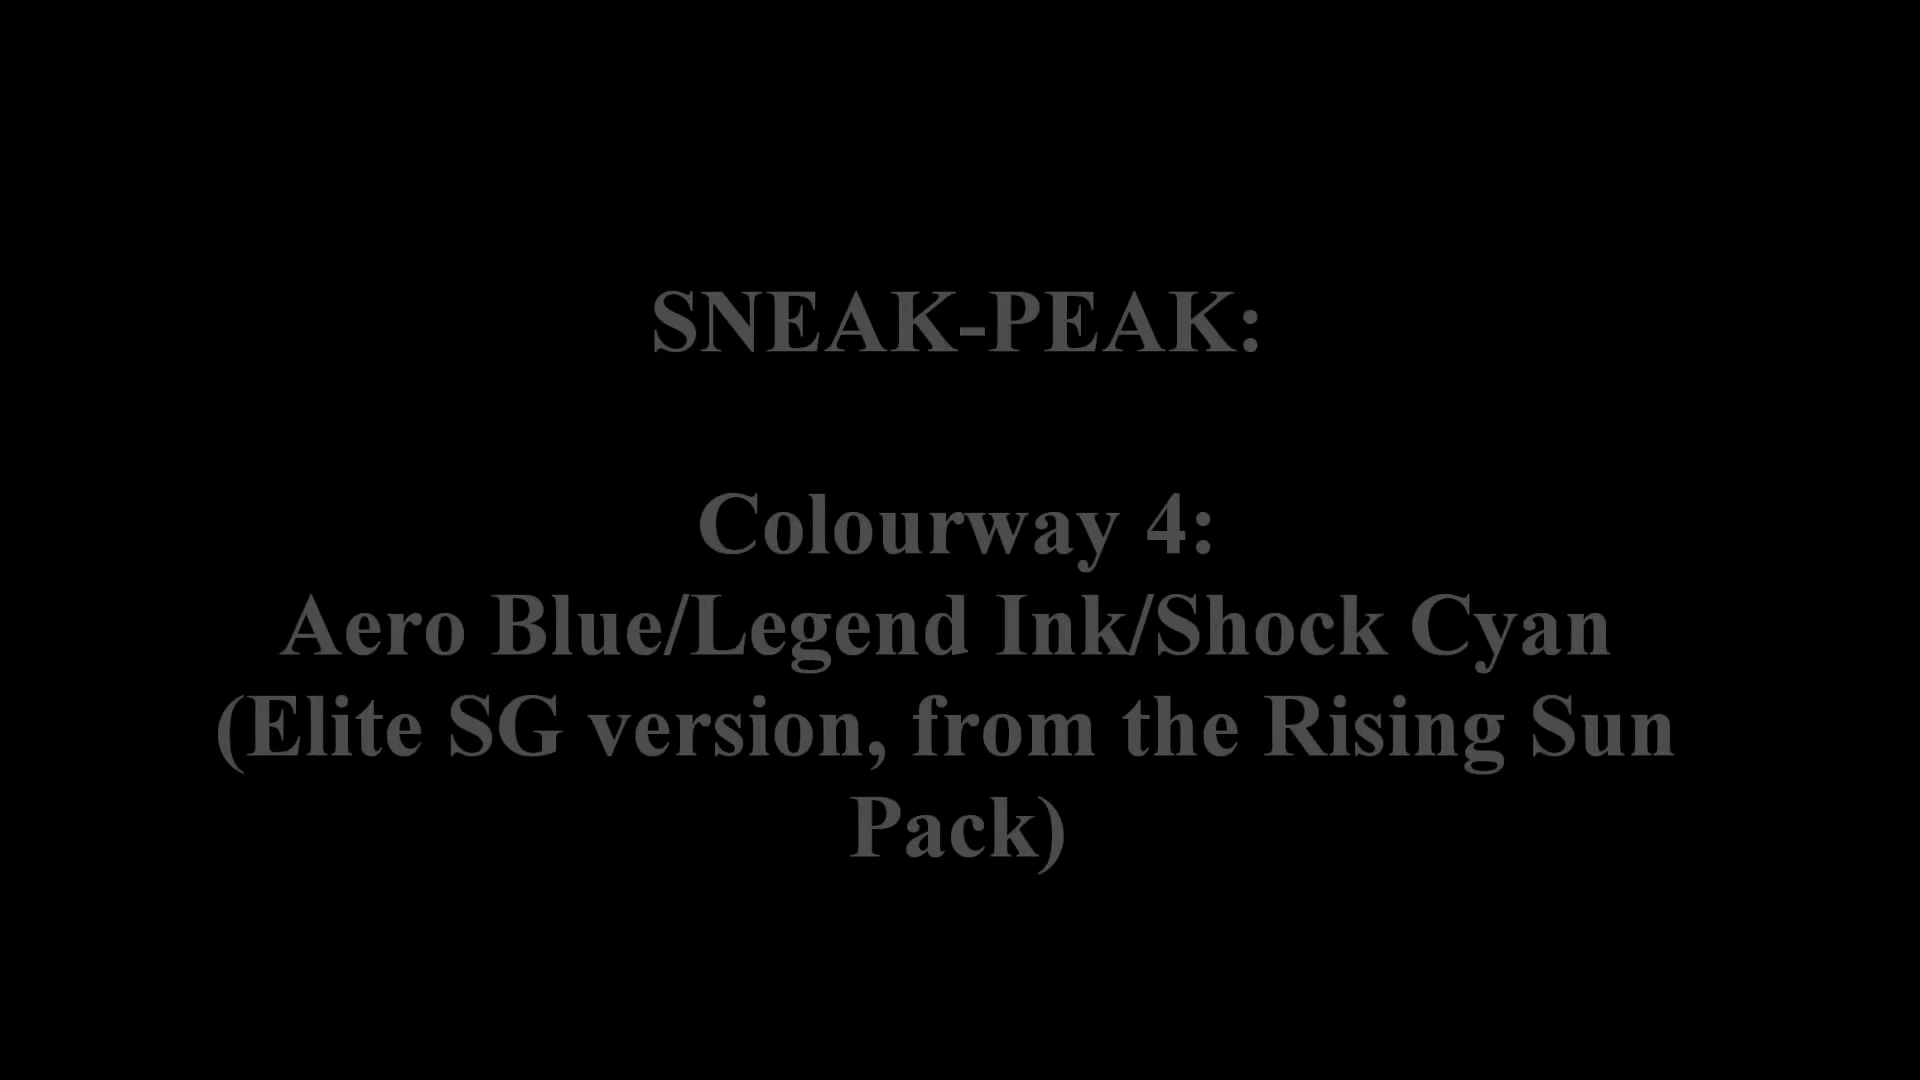 SNEAK-PEAK:
Colourway 4:
Aero Blue/Legend Ink/Shock Cyan
(Elite SG version, from the Rising Sun
Pack)